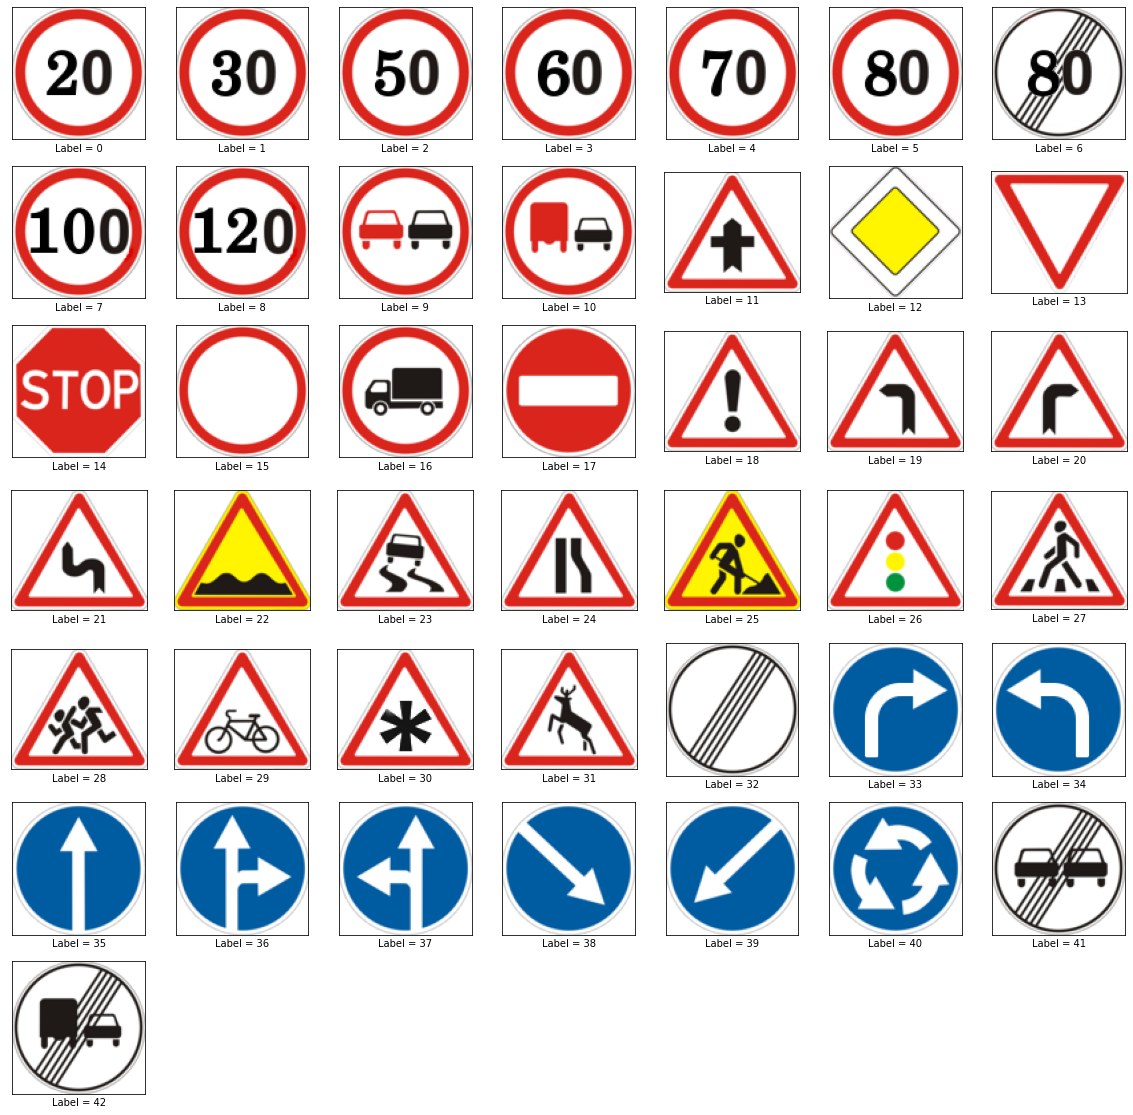 20 30 50 60 70 80 80
Label = 0 Label = 1 Label = 2 Label = 3 Label = 4 Label = 5 Label = 6
100 120
Label = 7 Label = 8 Label = 9 Label = 10 Label = 11 Label = 12 Label = 13
STOP
Label = 14 Label = 15 Label = 16 Label = 17 Label = 18 Label = 19 Label = 20
Label = 21 Label = 22 Label = 23 Label = 24 Label = 25 Label = 26 Label = 27
Label = 28 Label = 29 Label = 30 Label = 31 Label = 32 Label = 33 Label = 34
Label = 35 Label = 36 Label = 37 Label = 38 Label = 39 Label = 40 Label = 41
Label = 42